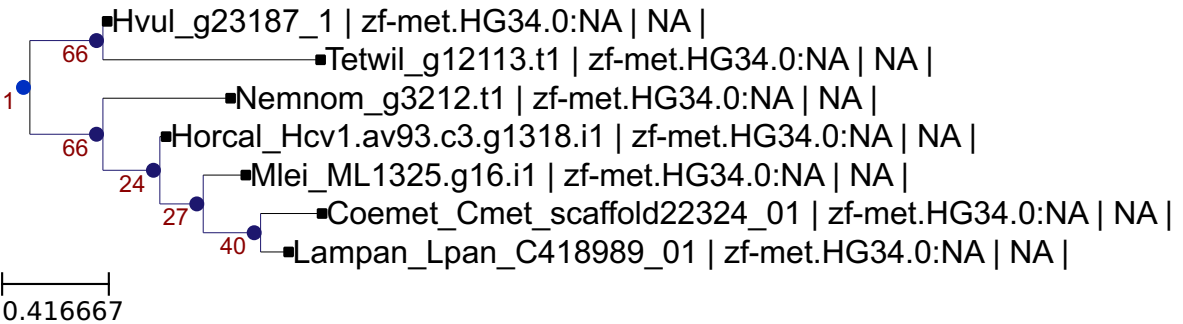 Hvul_g23187_1 | zf-met.HG34.0:NA | NA |
66
Tetwil_g12113.t1 | zf-met.HG34.0:NA | NA |
1
Nemnom_g3212.t1 | zf-met.HG34.0:NA | NA |
66
Horcal_Hcv1.av93.c3.g1318.i1 | zf-met.HG34.0:NA | NA |
24
Mlei_ML1325.g16.i1 | zf-met.HG34.0:NA | NA |
27
Coemet_Cmet_scaffold22324_01 | zf-met.HG34.0:NA | NA |
40
Lampan_Lpan_C418989_01 | zf-met.HG34.0:NA | NA |
0.416667